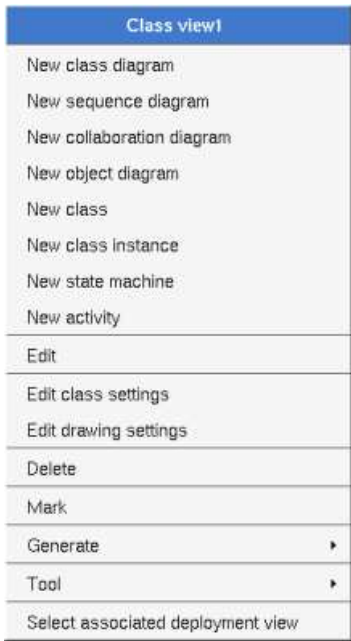 Class view1
New class diagram
New sequence diagram
New collaboration diagram
New object diagram
New class
New class instance
New state machine
New activity
Edit
Edit class settings
Edit drawing settings
Delete
Mark
Generate
Tool
Select associated deployment view